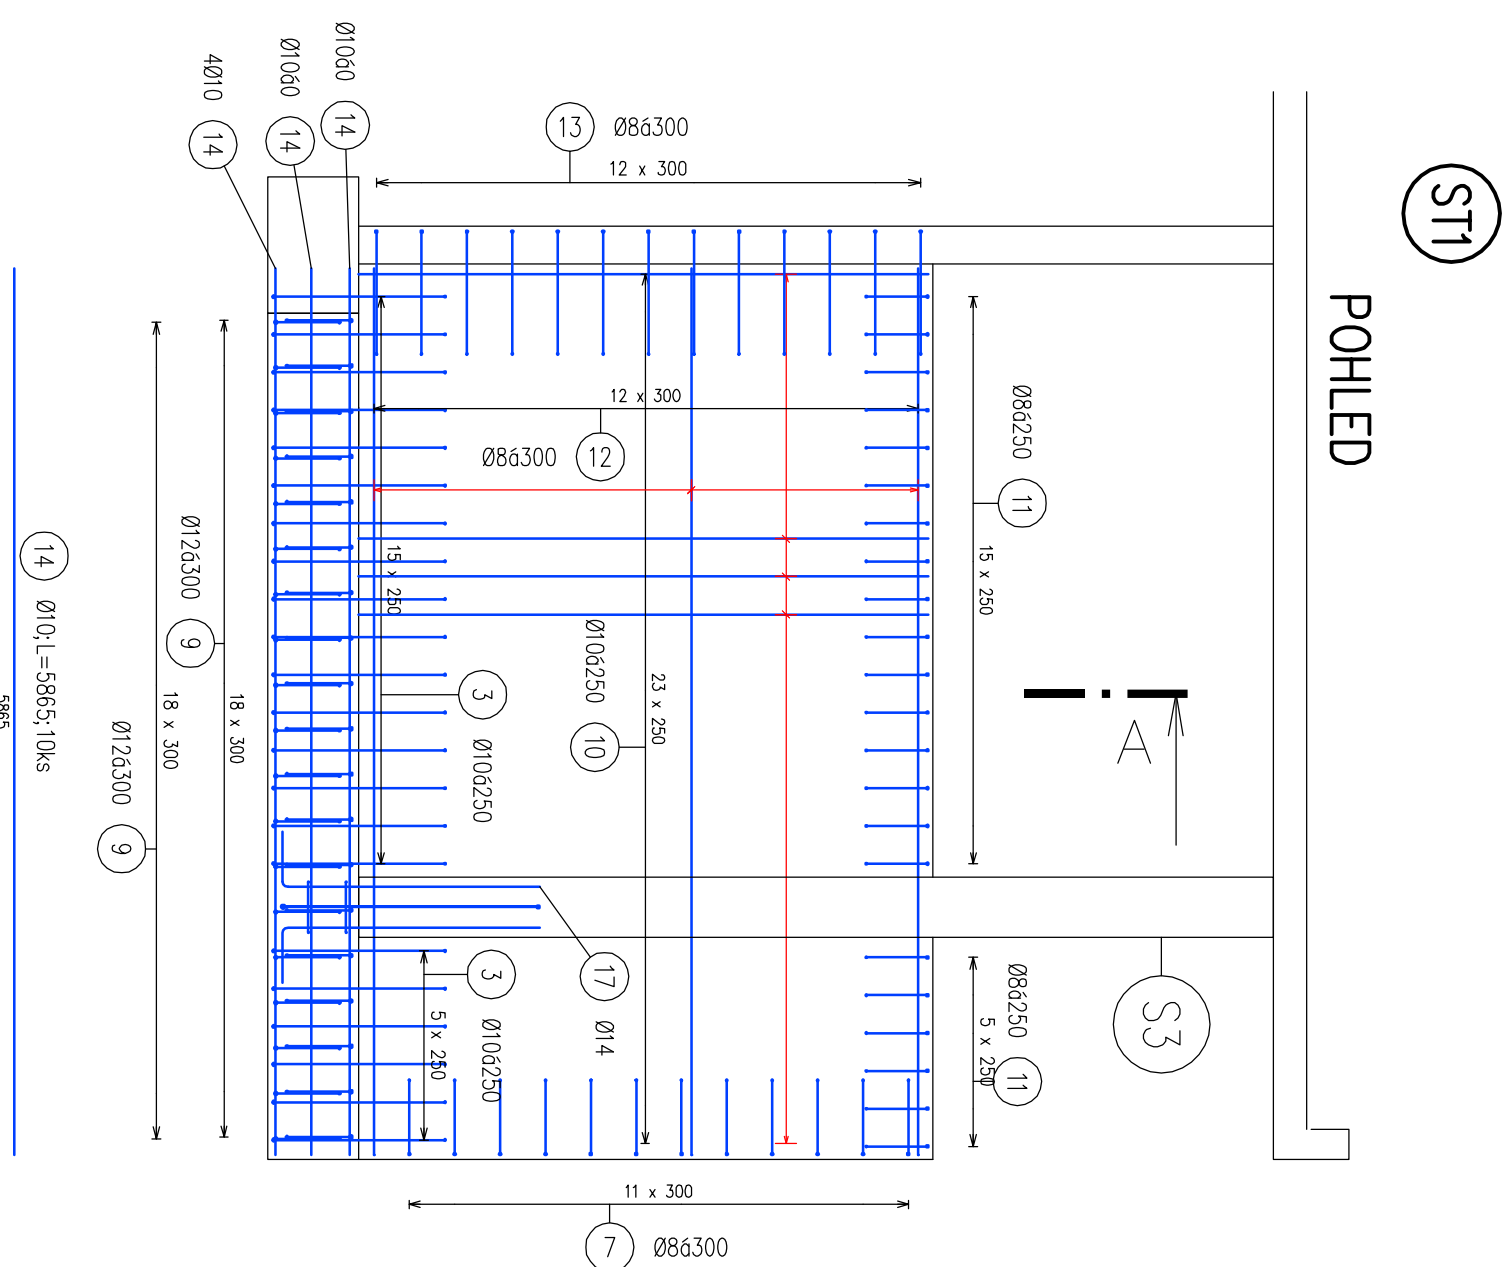 ST1
POHLED
Ø10á0
14
Ø10á0
14
4Ø10
14
13 Ø8á300
12 x 300
12 x 300
Ø8á300 12
Ø8á250 11
15 x 250
15 x 250
3 Ø10á250
Ø10á250 10
23 x 250
A
S3
Ø12á300 9
18 x 300
18 x 300
Ø12á300 9
14 Ø10;L=5865;10ks
5865
17 Ø14
3 Ø10á250
5 x 250
Ø8á250 11
5 x 250
11 x 300
7 Ø8á300